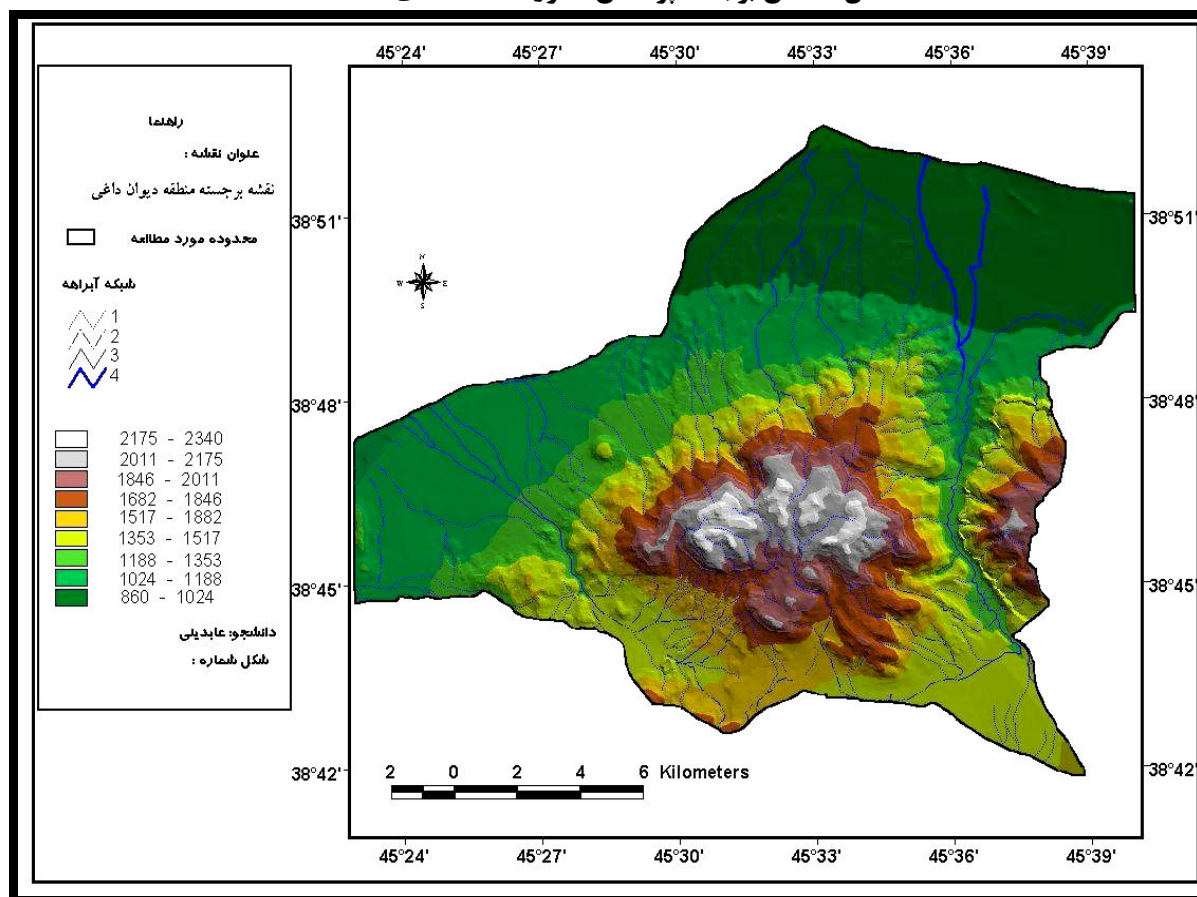 45°24' 45°27' 45°30' 45°33' 45°36' 45°39'
راهنما
عنوان نقشه :
نقشه برجسته منطقه دیوان داغی
محدوده مورد مطالعه
شبکه آبراهه
1
2
3
4
2175 - 2340
2011 - 2175
1846 - 2011
1682 - 1846
1517 - 1882
1353 - 1517
1188 - 1353
1024 - 1188
860 - 1024
دانشجو: عابدینی
شکل شماره :
38°51' 38°51'
N
W E
S
38°48' 38°48'
38°45' 38°45'
38°42' 38°42'
2 0 2 4 6 Kilometers
45°24' 45°27' 45°30' 45°33' 45°36' 45°39'